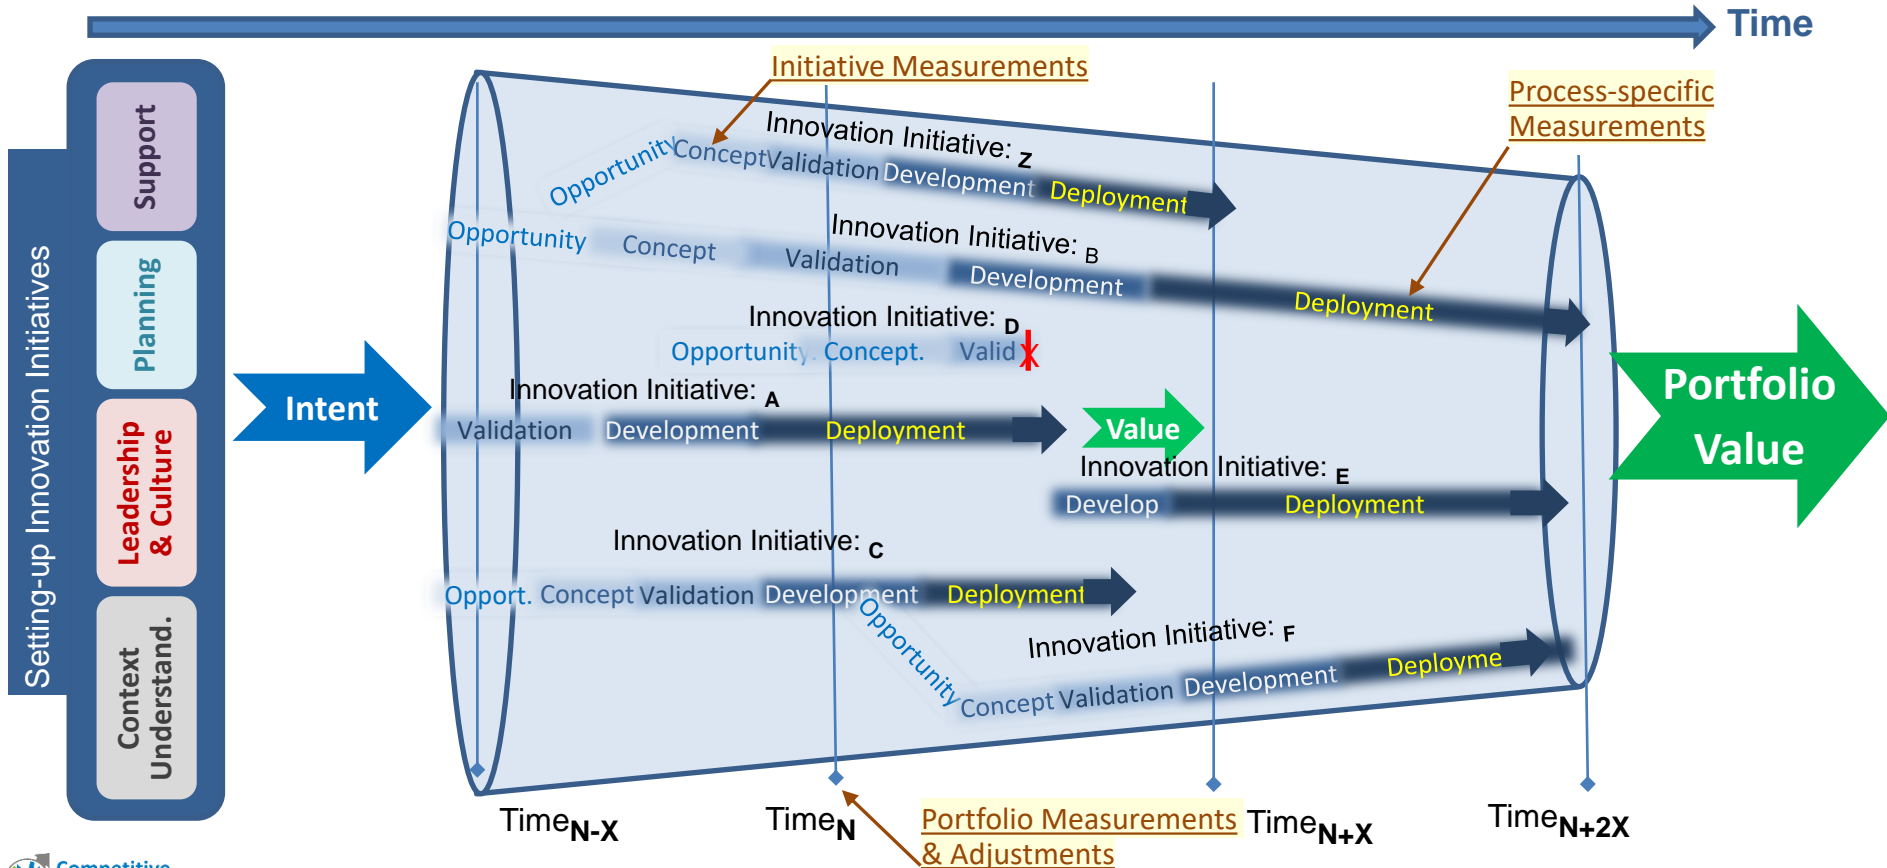 Time
Setting-up Innovation Initiatives
Support
Planning
Leadership
& Culture
Context
Understand.
Intent
Initiative Measurements
Process-specific
Measurements
Innovation Initiative: Z
Opportunity Concept Validation Development Deployment
Innovation Initiative: B
Opportunity Concept Validation Development Deployment
Innovation Initiative: D
Opportunity. Concept. Valid X
Innovation Initiative: A
Validation Development Deployment
Value
Innovation Initiative: E
Develop Deployment
Innovation Initiative: C
Opport. Concept Validation Development Deployment
Innovation Initiative: F
Opportunity Concept Validation Development Deployme
Portfolio
Value
TimeN-X
TimeN
Portfolio Measurements
& Adjustments
TimeN+X
TimeN+2X
Competitive